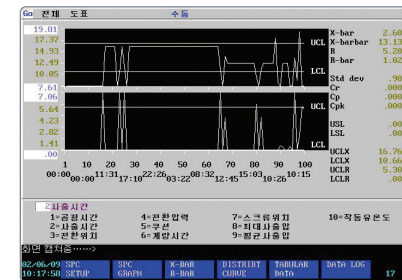 Go 전체 도표 수동
19.81
17.37
14.93
12.49
10.05
7.61
7.06
5.64
4.23
2.82
1.41
.00
UCL
LCL
UCL
LCL
X-bar 2.60
X-barbar 13.13
R 5.20
R-bar 1.02
Std dev .90
Cr .000
Cp .000
Cpk .000
USL .00
LSL .00
UCLX 16.76
LCLX 10.66
UCLR 5.30
LCLR .00
1 10 20 30 40 50 60 70 80 90 100
00:00 00:00 11:31 17:10 22:26 03:22 08:32 12:45 15:03 10:26 10:15
2 사출시간
1=공정시간 4=전환압력 7=스크류위치 10=작동유온도
2=사출시간 5=쿠션 8=최대사출압
3=전환위치 6=계량시간 9=평균사출압
화면 캡처중······>
02/06/09 SPC SPC X-BAR DISTRIBT TABULAR DATA LOG
10:17:58 SETUP GRAPH R-BAR CURVE DATA 17